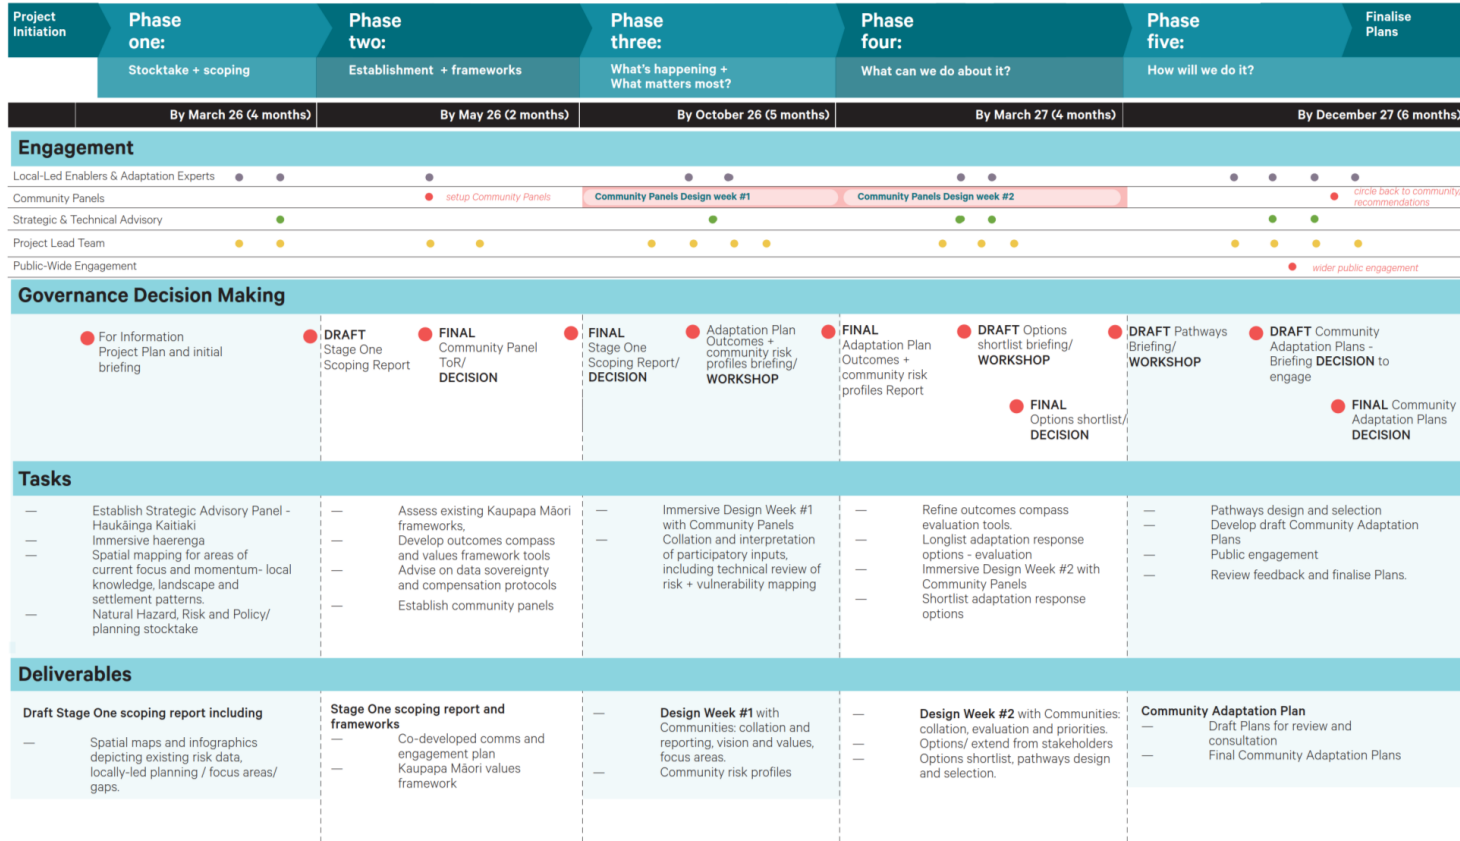 Project
Initiation
Phase
one:
Phase
two:
Phase
three:
Phase
four:
Phase
five:
Finalise
Plans
Stocktake + scoping
Establishment + frameworks
What's happening +
What matters most?
What can we do about it?
How will we do it?
By March 26 (4 months)
By May 26 (2 months)
By October 26 (5 months)
By March 27 (4 months)
By December 27 (6 months)
Engagement
Local-Led Enablers & Adaptation Experts
Community Panels
setup Community Panels
Community Panels Design week #1
Community Panels Design week #2
circle back to community/
recommendations
Strategic & Technical Advisory
Project Lead Team
Public-Wide Engagement
wider public engagement
Governance Decision Making
For Information
Project Plan and initial
briefing
DRAFT
Stage One
Scoping Report
FINAL
Community Panel
ToR/
DECISION
FINAL
Stage One
Scoping Report/
DECISION
Adaptation Plan
Outcomes +
community risk
profiles briefing/
WORKSHOP
FINAL
Adaptation Plan
Outcomes +
community risk
profiles Report
DRAFT Options
shortlist briefing/
WORKSHOP
FINAL
Options shortlist/
DECISION
DRAFT Pathways
Briefing/
WORKSHOP
DRAFT Community
Adaptation Plans -
Briefing DECISION to
engage
FINAL Community
Adaptation Plans
DECISION
Tasks
— Establish Strategic Advisory Panel -
Haukāinga Kaitiaki
— Immersive haerenga
— Spatial mapping for areas of
current focus and momentum- local
knowledge, landscape and
settlement patterns.
— Natural Hazard, Risk and Policy/
planning stocktake
— Assess existing Kaupapa Māori
frameworks,
— Develop outcomes compass
and values framework tools
— Advise on data sovereignty
and compensation protocols
— Establish community panels
— Immersive Design Week #1
with Community Panels
— Collation and interpretation
of participatory inputs,
including technical review of
risk + vulnerability mapping
— Refine outcomes compass
evaluation tools.
— Longlist adaptation response
options - evaluation
— Immersive Design Week #2 with
Community Panels
— Shortlist adaptation response
options
— Pathways design and selection
— Develop draft Community Adaptation
Plans
— Public engagement
— Review feedback and finalise Plans.
Deliverables
Draft Stage One scoping report including
— Spatial maps and infographics
depicting existing risk data,
locally-led planning / focus areas/
gaps.
Stage One scoping report and
frameworks
— Co-developed comms and
engagement plan
— Kaupapa Māori values
framework
— Design Week #1 with
Communities: collation and
reporting, vision and values,
focus areas.
— Community risk profiles
— Design Week #2 with Communities:
collation, evaluation and priorities.
— Options/ extend from stakeholders
— Options shortlist, pathways design
and selection.
Community Adaptation Plan
— Draft Plans for review and
consultation
— Final Community Adaptation Plans